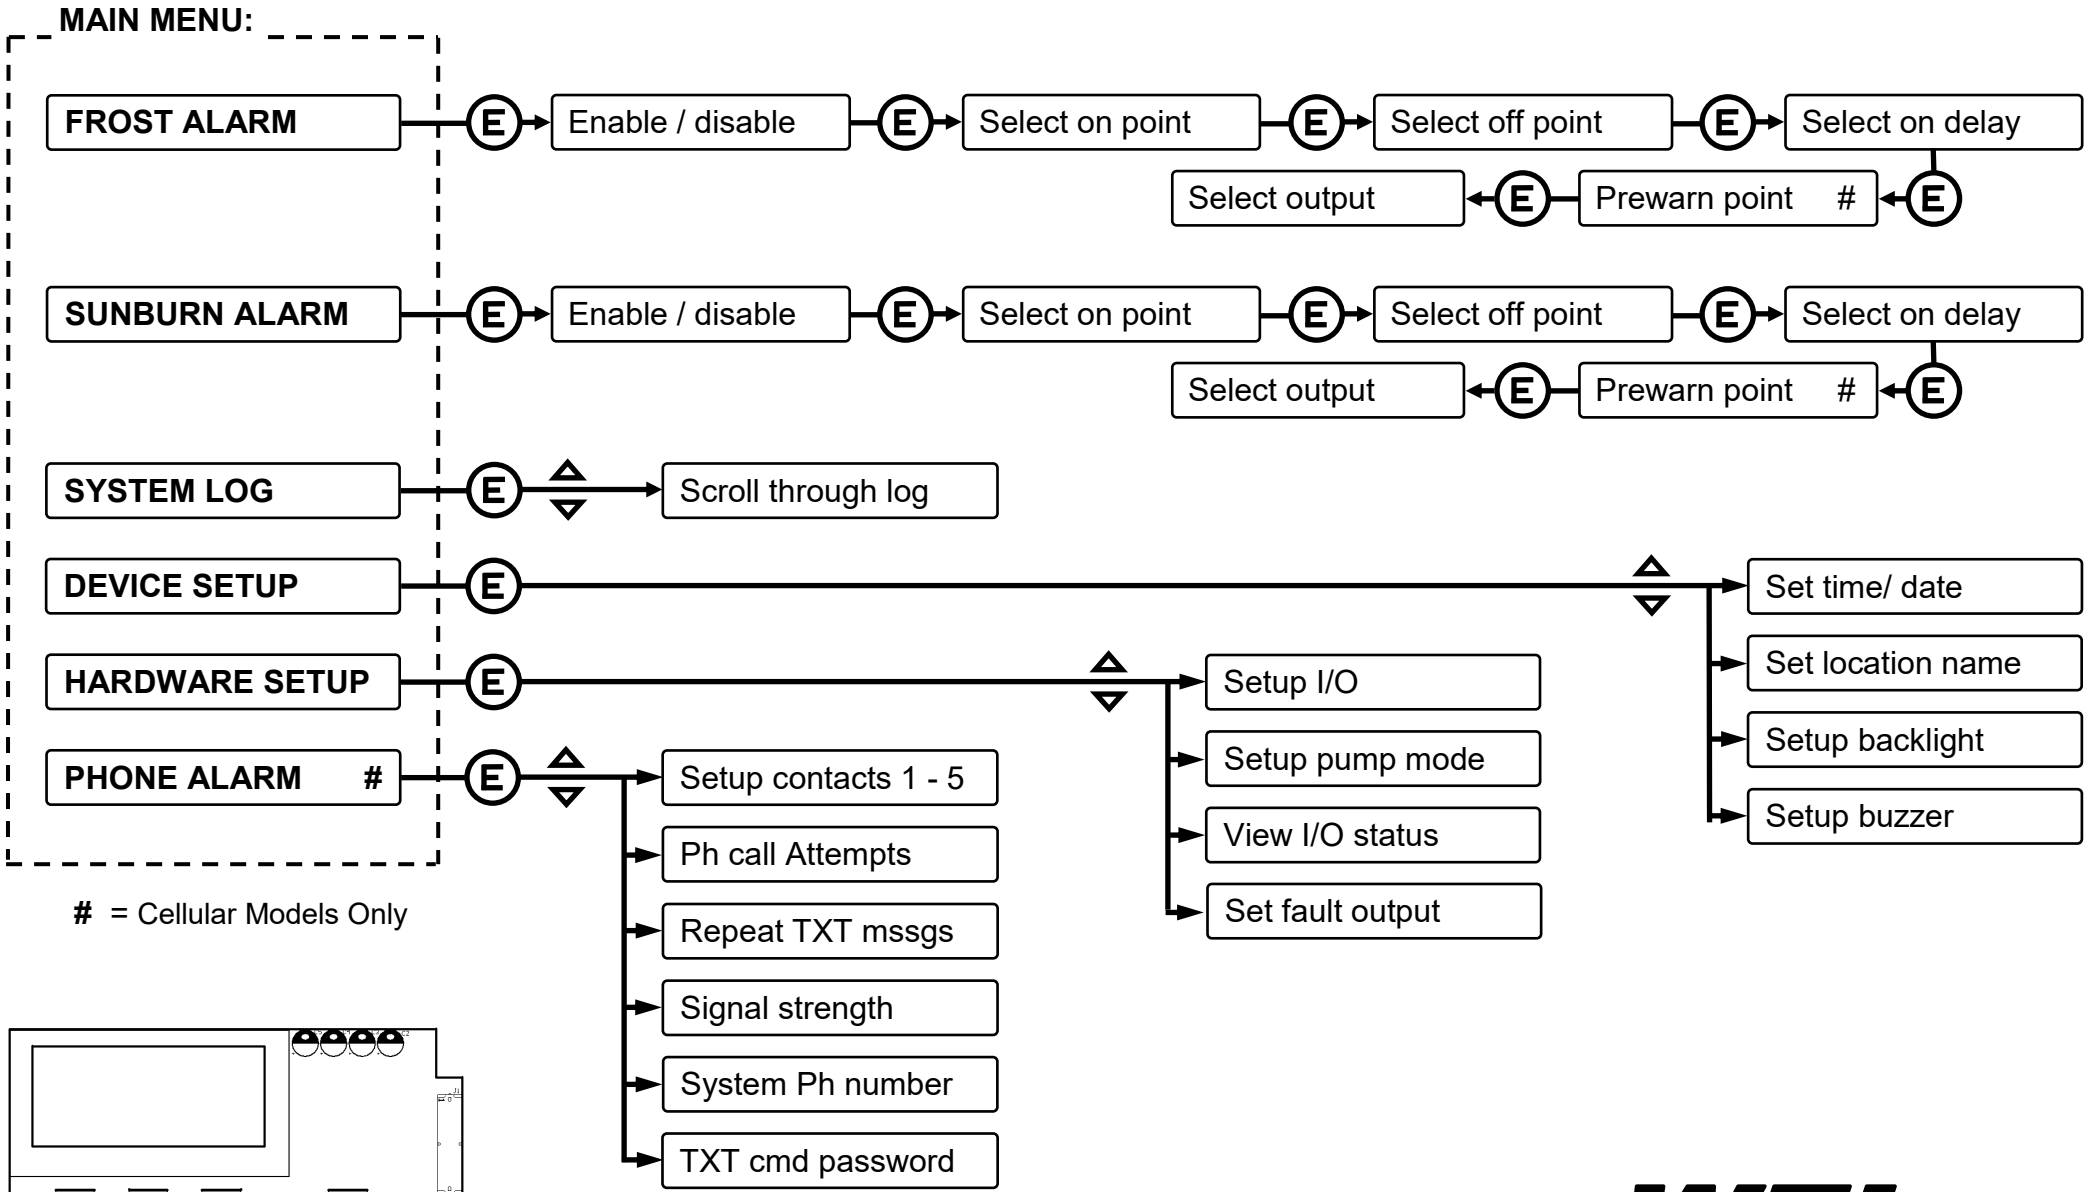 MAIN MENU:
FROST ALARM
E
Enable / disable
E
Select on point
E
Select off point
E
Select on delay
E
Prewarn point #
E
Select output
SUNBURN ALARM
E
Enable / disable
E
Select on point
E
Select off point
E
Select on delay
E
Prewarn point #
E
Select output
SYSTEM LOG
E
Scroll through log
DEVICE SETUP
E
Set time/ date
Set location name
Setup backlight
Setup buzzer
HARDWARE SETUP
E
Setup I/O
Setup pump mode
View I/O status
Set fault output
PHONE ALARM #
E
Setup contacts 1 - 5
Ph call Attempts
Repeat TXT mssgs
Signal strength
System Ph number
TXT cmd password
# = Cellular Models Only